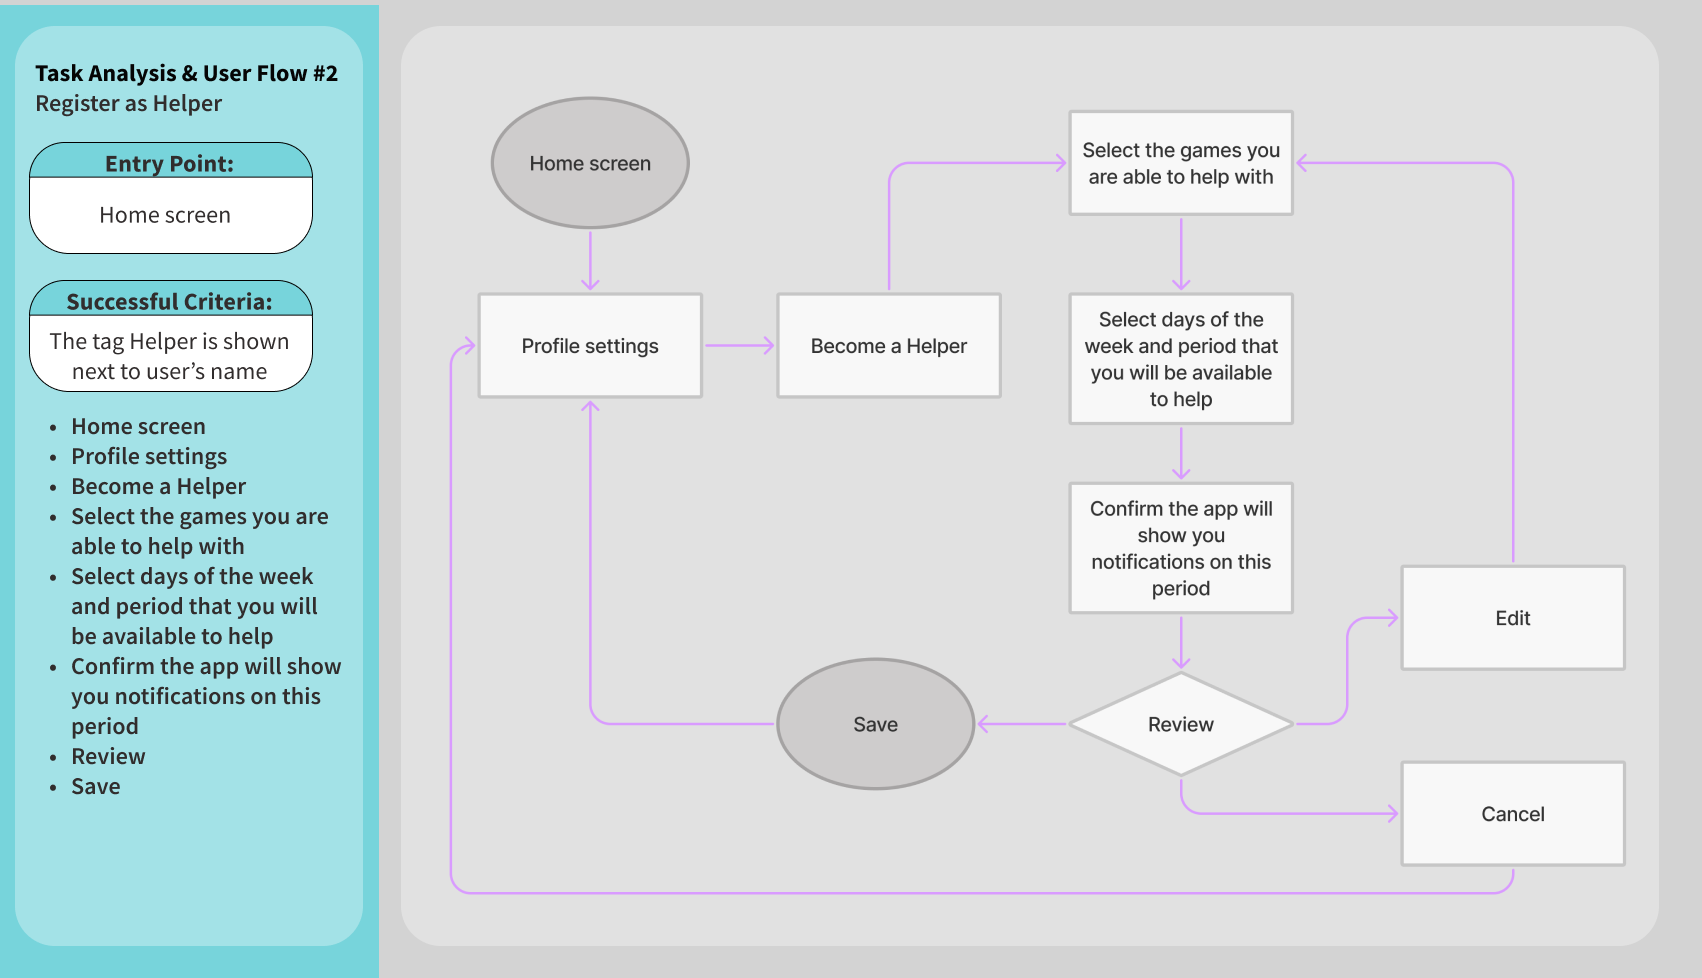 Task Analysis & User Flow #2
Register as Helper
Entry Point:
Home screen
Successful Criteria:
The tag Helper is shown
next to user's name
• Home screen
• Profile settings
• Become a Helper
• Select the games you are
able to help with
• Select days of the week
and period that you will
be available to help
• Confirm the app will show
you notifications on this
period
• Review
• Save
Home screen
Profile settings
Become a Helper
Select the games you
are able to help with
Select days of the
week and period that
you will be available
to help
Confirm the app will
show you
notifications on this
period
Review
Save
Edit
Cancel